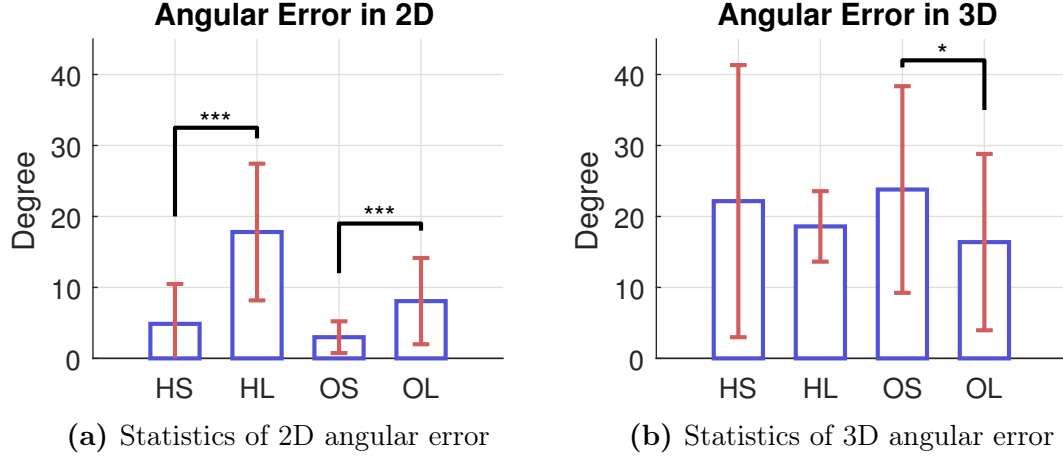 Angular Error in 2D
Degree
40
30
20
10
0
***
***
HS HL OS OL
(a) Statistics of 2D angular error
Angular Error in 3D
Degree
40
30
20
10
0
*
HS HL OS OL
(b) Statistics of 3D angular error